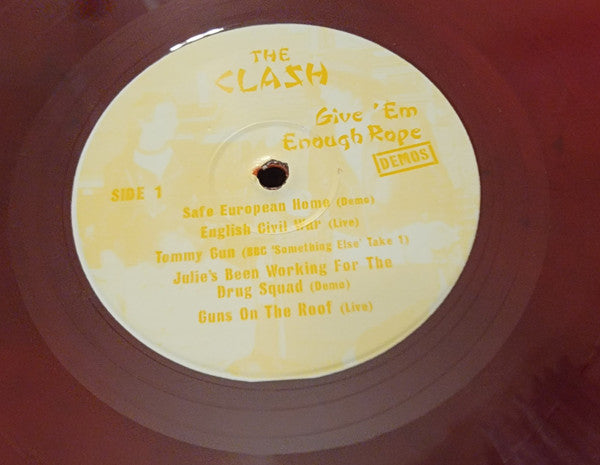 THE
CLASH
Give 'Em
Enough Rope
DEMOS
SIDE 1
Safe European Home (Demo)
English Civil War (Live)
Tommy Gun (BBC 'Something Else' Take 1)
Julie's Been Working For The
Drug Squad (Demo)
Guns On The Roof (Live)